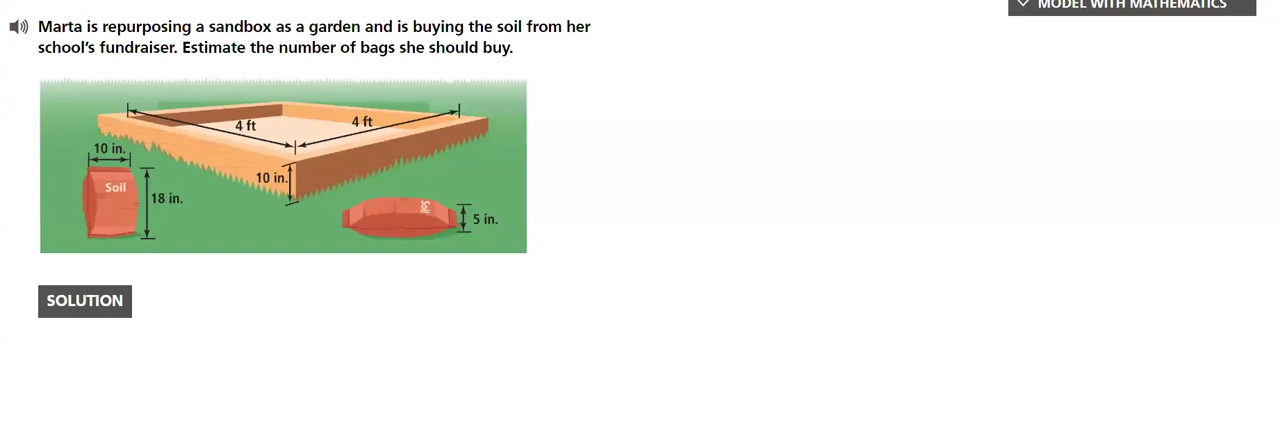 MODEL WITH MATHEMATICS
Marta is repurposing a sandbox as a garden and is buying the soil from her
school’s fundraiser. Estimate the number of bags she should buy.
4 ft
4 ft
10 in.
10 in.
Soil
18 in.
Soil
5 in.
SOLUTION